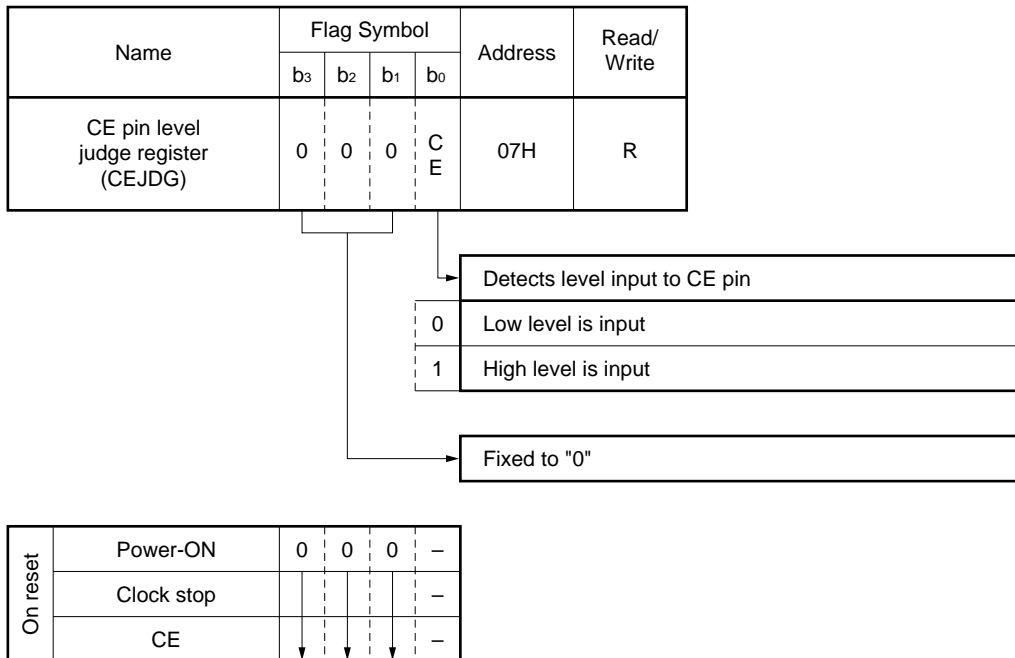 Name Flag Symbol Address Read/
Write
b3 b2 b1 b0
CE pin level
judge register
(CEJDG)
0 0 0 C
E
07H R
Detects level input to CE pin
0 Low level is input
1 High level is input
Fixed to "0"
On reset
Power-ON 0 0 0 –
Clock stop –
CE –